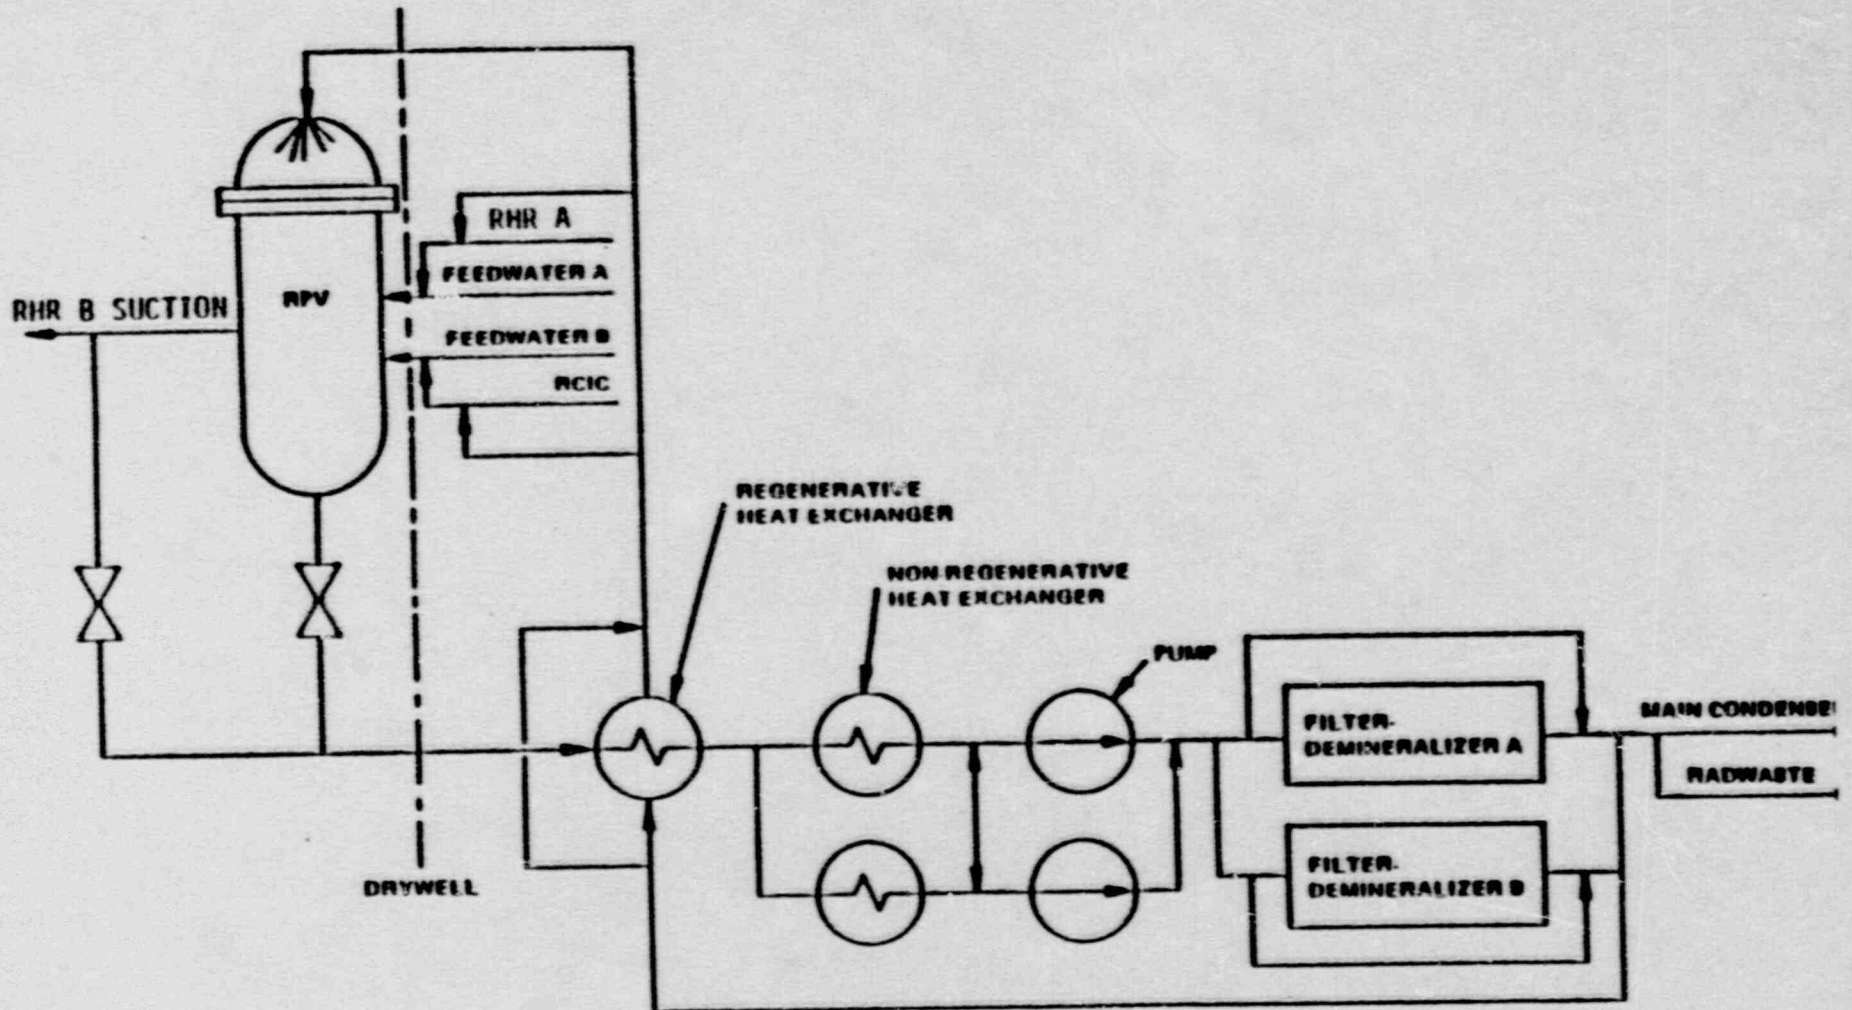 RHR A
FEEDWATER A
RPV
RHR B SUCTION
FEEDWATER B
RCIC
REGENERATIVE
HEAT EXCHANGER
NON-REGENERATIVE
HEAT EXCHANGER
PUMP
FILTER-
DEMINERALIZER A
MAIN CONDENSE
RADWASTE
FILTER-
DEMINERALIZER B
DRYWELL